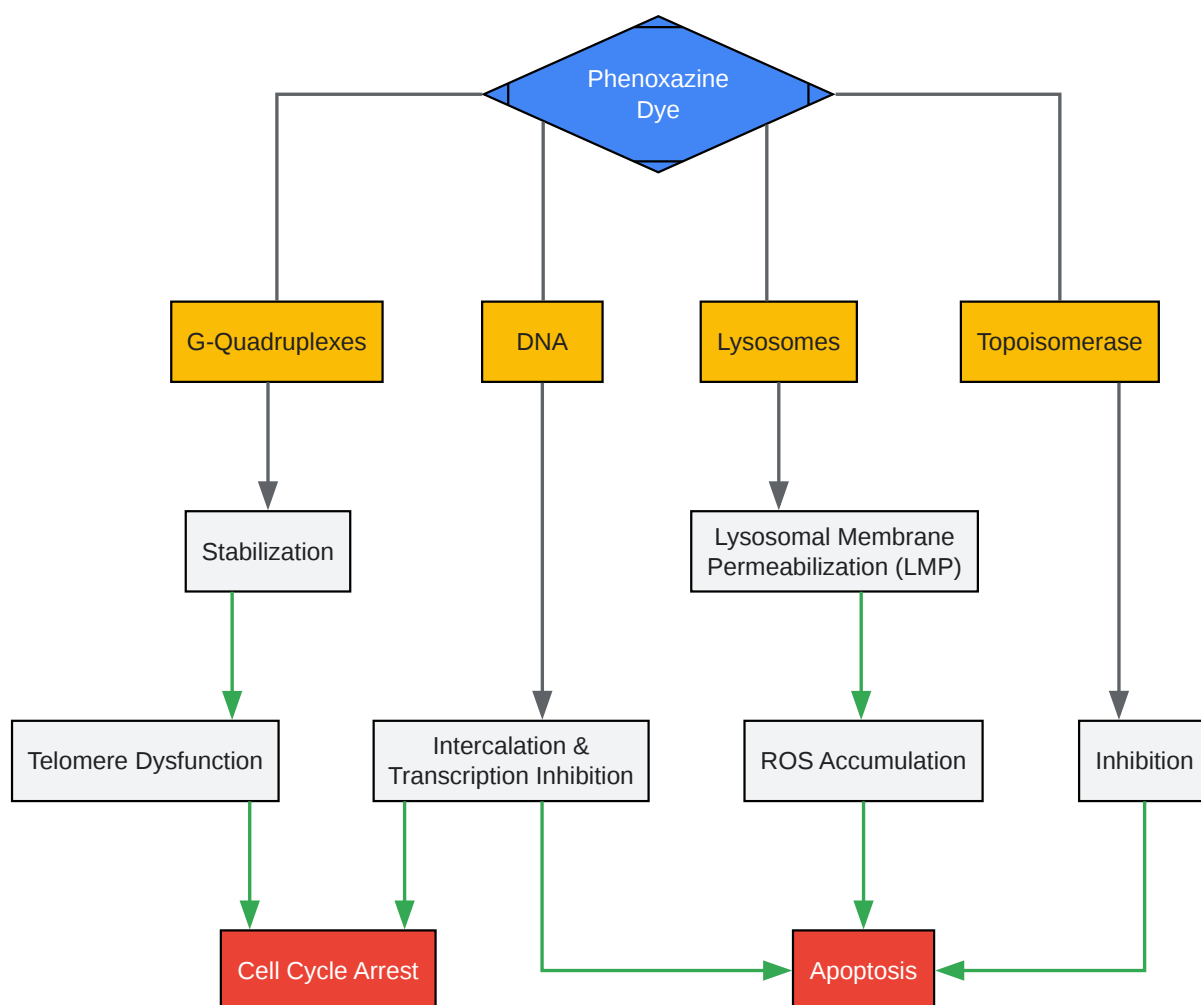 Phenoxazine
Dye
G-Quadruplexes
DNA
Lysosomes
Topoisomerase
Stabilization
Lysosomal Membrane
Permeabilization (LMP)
Telomere Dysfunction
Intercalation &
Transcription Inhibition
ROS Accumulation
Inhibition
Cell Cycle Arrest
Apoptosis